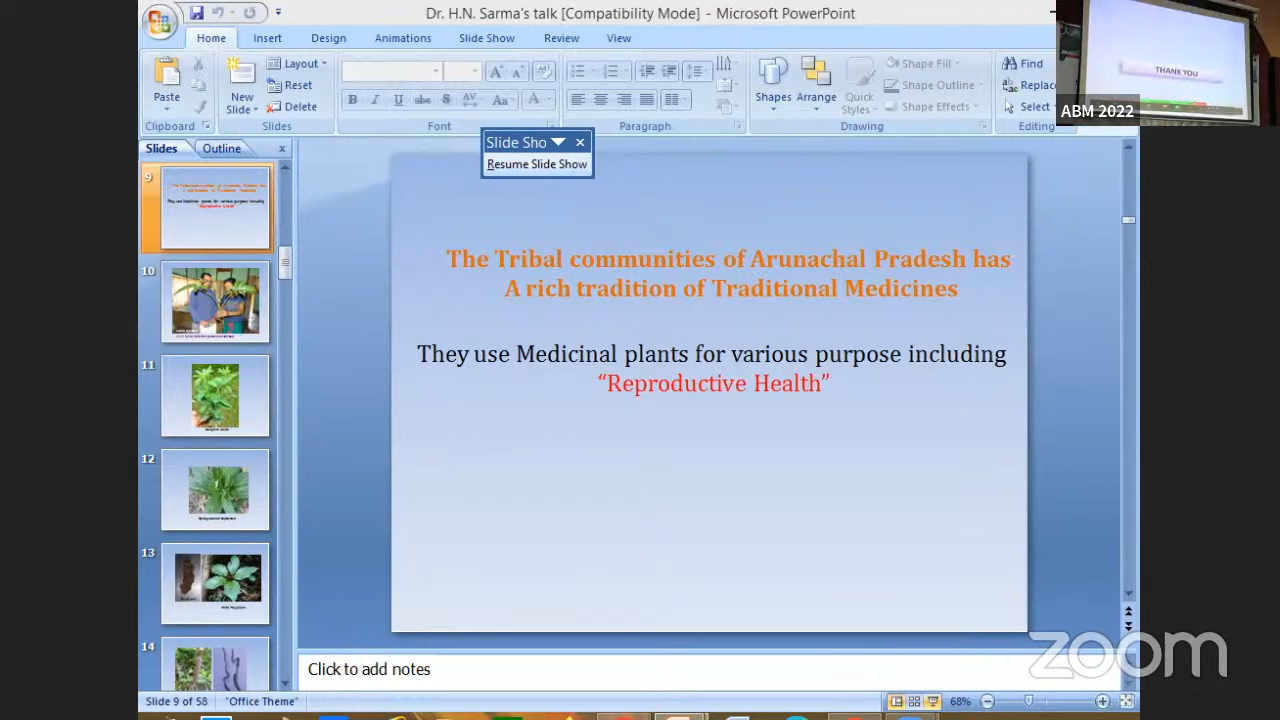 Dr. H.N. Sarma's talk [Compatibility Mode] - Microsoft PowerPoint
Home Insert Design Animations Slide Show Review View
Paste
Clipboard
New
Slide
Layout
Reset
Delete
Slides
Font
Paragraph
Shapes
Arrange
Quick
Styles
Shape Fill
Shape Outline
Shape Effects
Drawing
Find
Replace
Select
Editing
THANK YOU
ABM 2022
Slide Sho
Resume Slide Show
Slides Outline
9
10
11
12
13
14
The Tribal communities of Arunachal Pradesh has
A rich tradition of Traditional Medicines
They use Medicinal plants for various purpose including
“Reproductive Health”
Click to add notes
zoom
Slide 9 of 58 "Office Theme" 68%